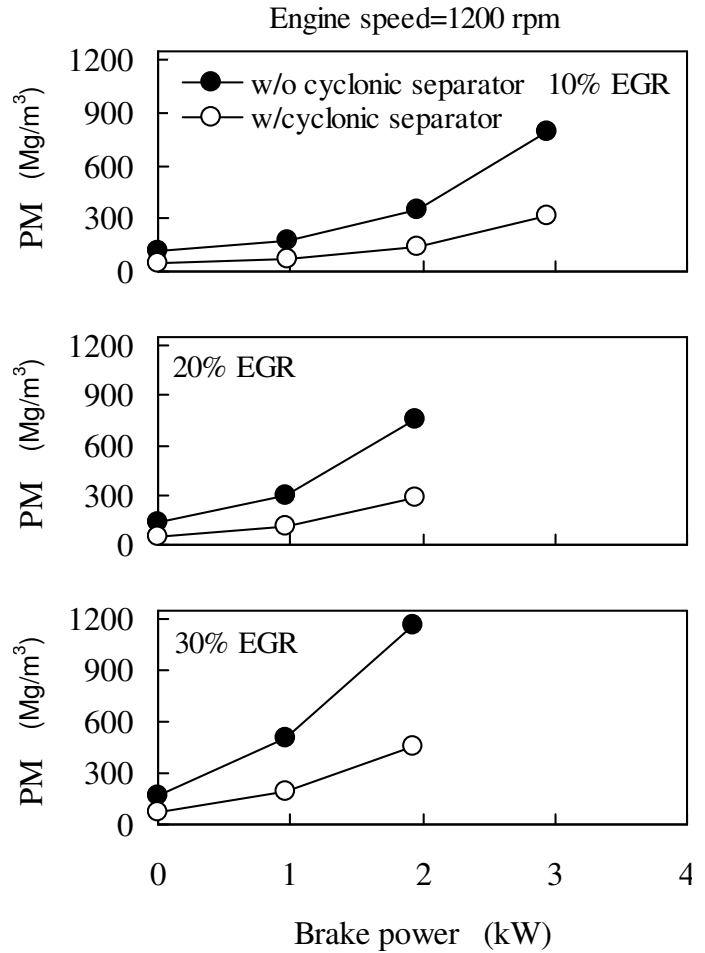 Engine speed=1200 rpm
1200
w/o cyclonic separator 10% EGR
w/cyclonic separator
900
600
300
0
PM (Mg/m³)
1200
20% EGR
900
600
300
0
PM (Mg/m³)
1200
30% EGR
900
600
300
0
PM (Mg/m³)
0 1 2 3 4
Brake power (kW)